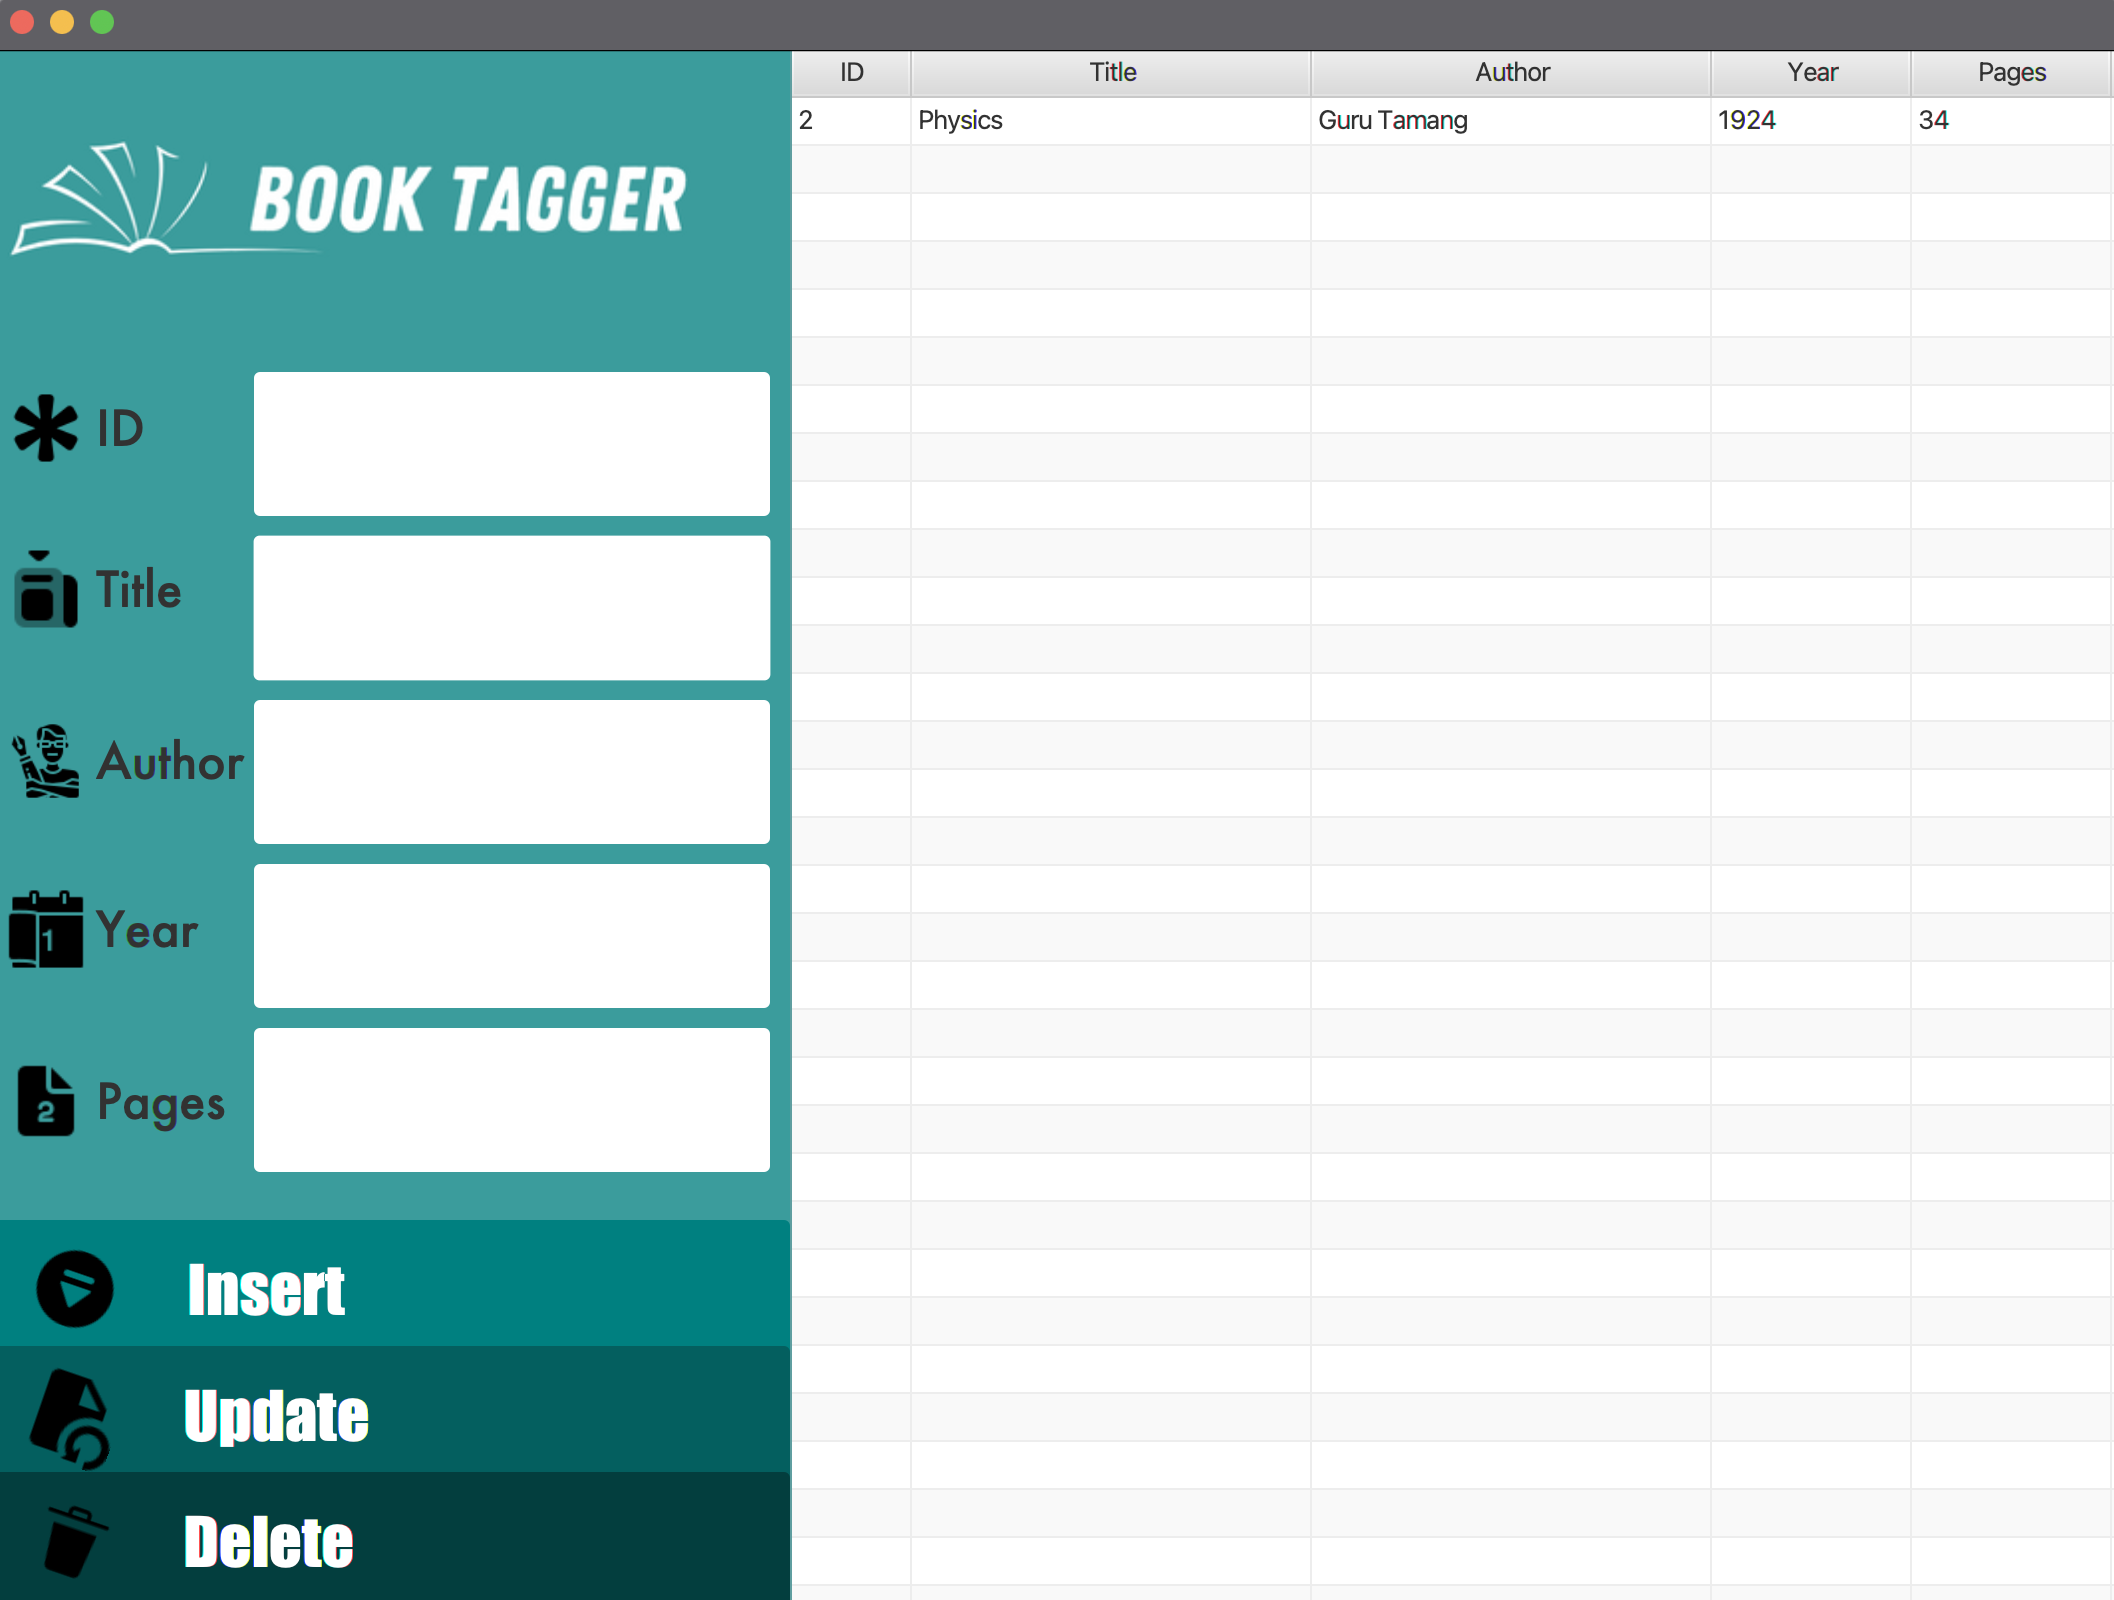 BOOK TAGGER
ID
Title
Author
Year
1
Pages
2
Insert
Update
Delete
ID Title Author Year Pages
2 Physics Guru Tamang 1924 34